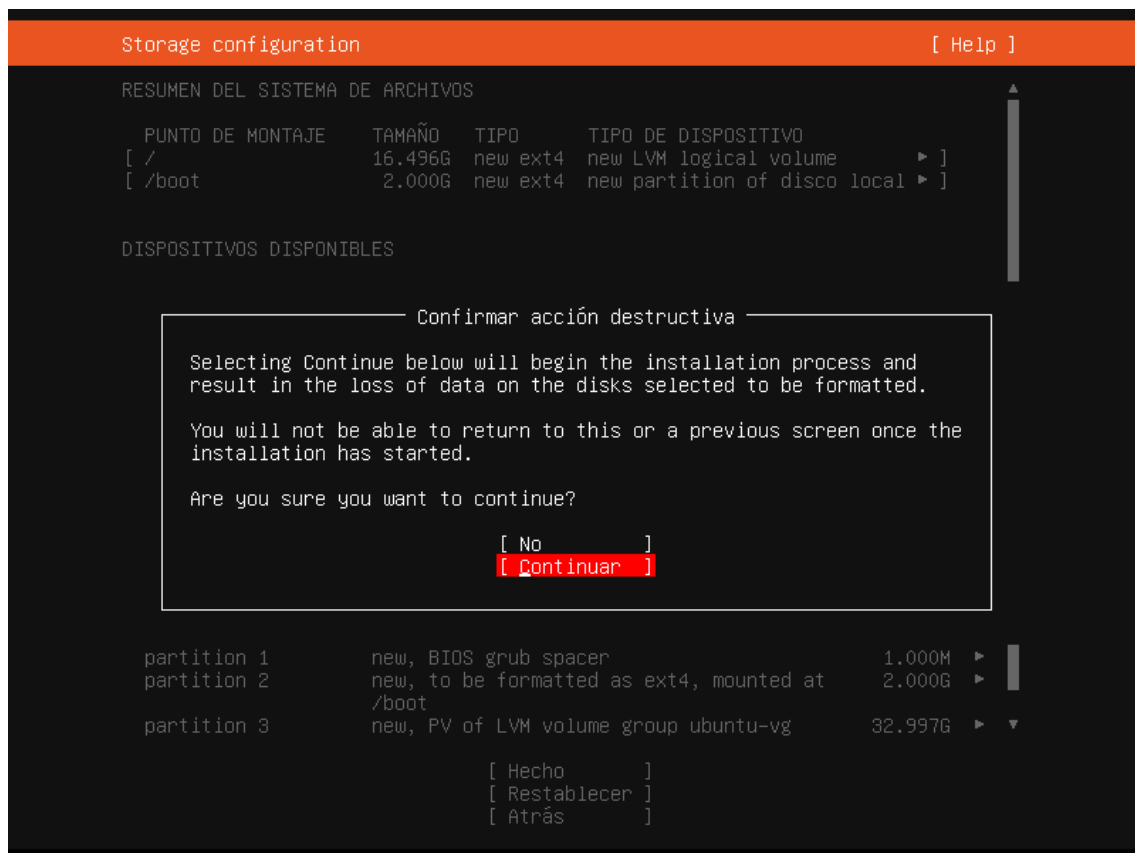 Storage configuration [ Help ]
RESUMEN DEL SISTEMA DE ARCHIVOS
PUNTO DE MONTAJE TAMAÑO TIPO TIPO DE DISPOSITIVO
[ / 16.496G new ext4 new LVM logical volume ▸ ]
[ /boot 2.000G new ext4 new partition of disco local ▸ ]
DISPOSITIVOS DISPONIBLES
Confirmar acción destructiva
Selecting Continue below will begin the installation process and
result in the loss of data on the disks selected to be formatted.
You will not be able to return to this or a previous screen once the
installation has started.
Are you sure you want to continue?
[ No ]
[ Continuar ]
partition 1 new, BIOS grub spacer 1.000M ▸
partition 2 new, to be formatted as ext4, mounted at 2.000G ▸
/boot
partition 3 new, PV of LVM volume group ubuntu-vg 32.997G ▸
[ Hecho ]
[ Restablecer ]
[ Atrás ]